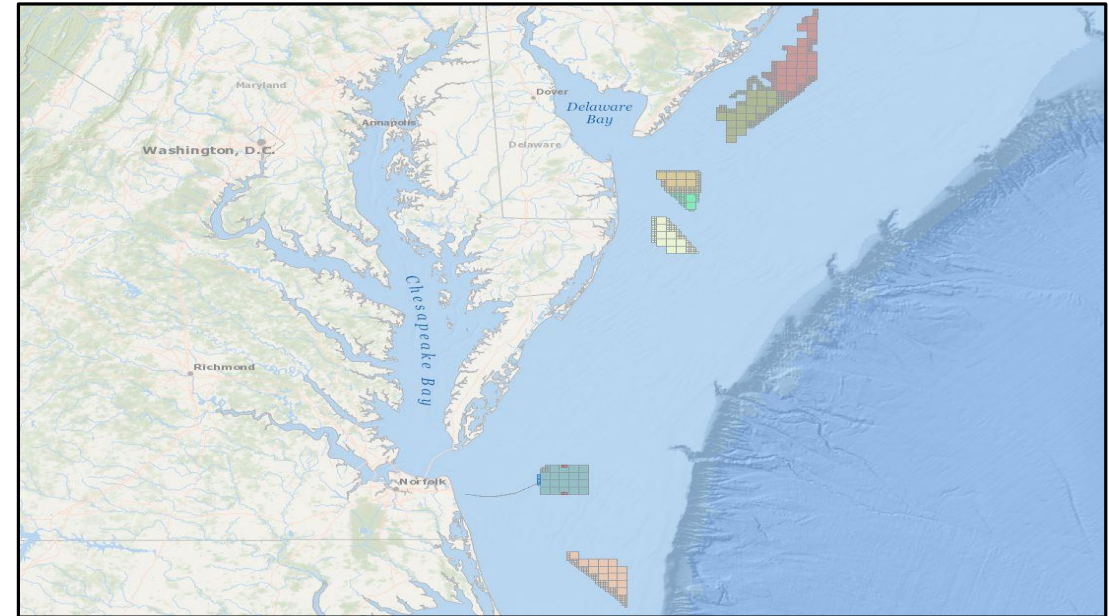 Maryland
Dover
Delaware
Bay
Annapolis
Washington, D.C.
Delaware
Chesapeake Bay
Richmond
Norfolk